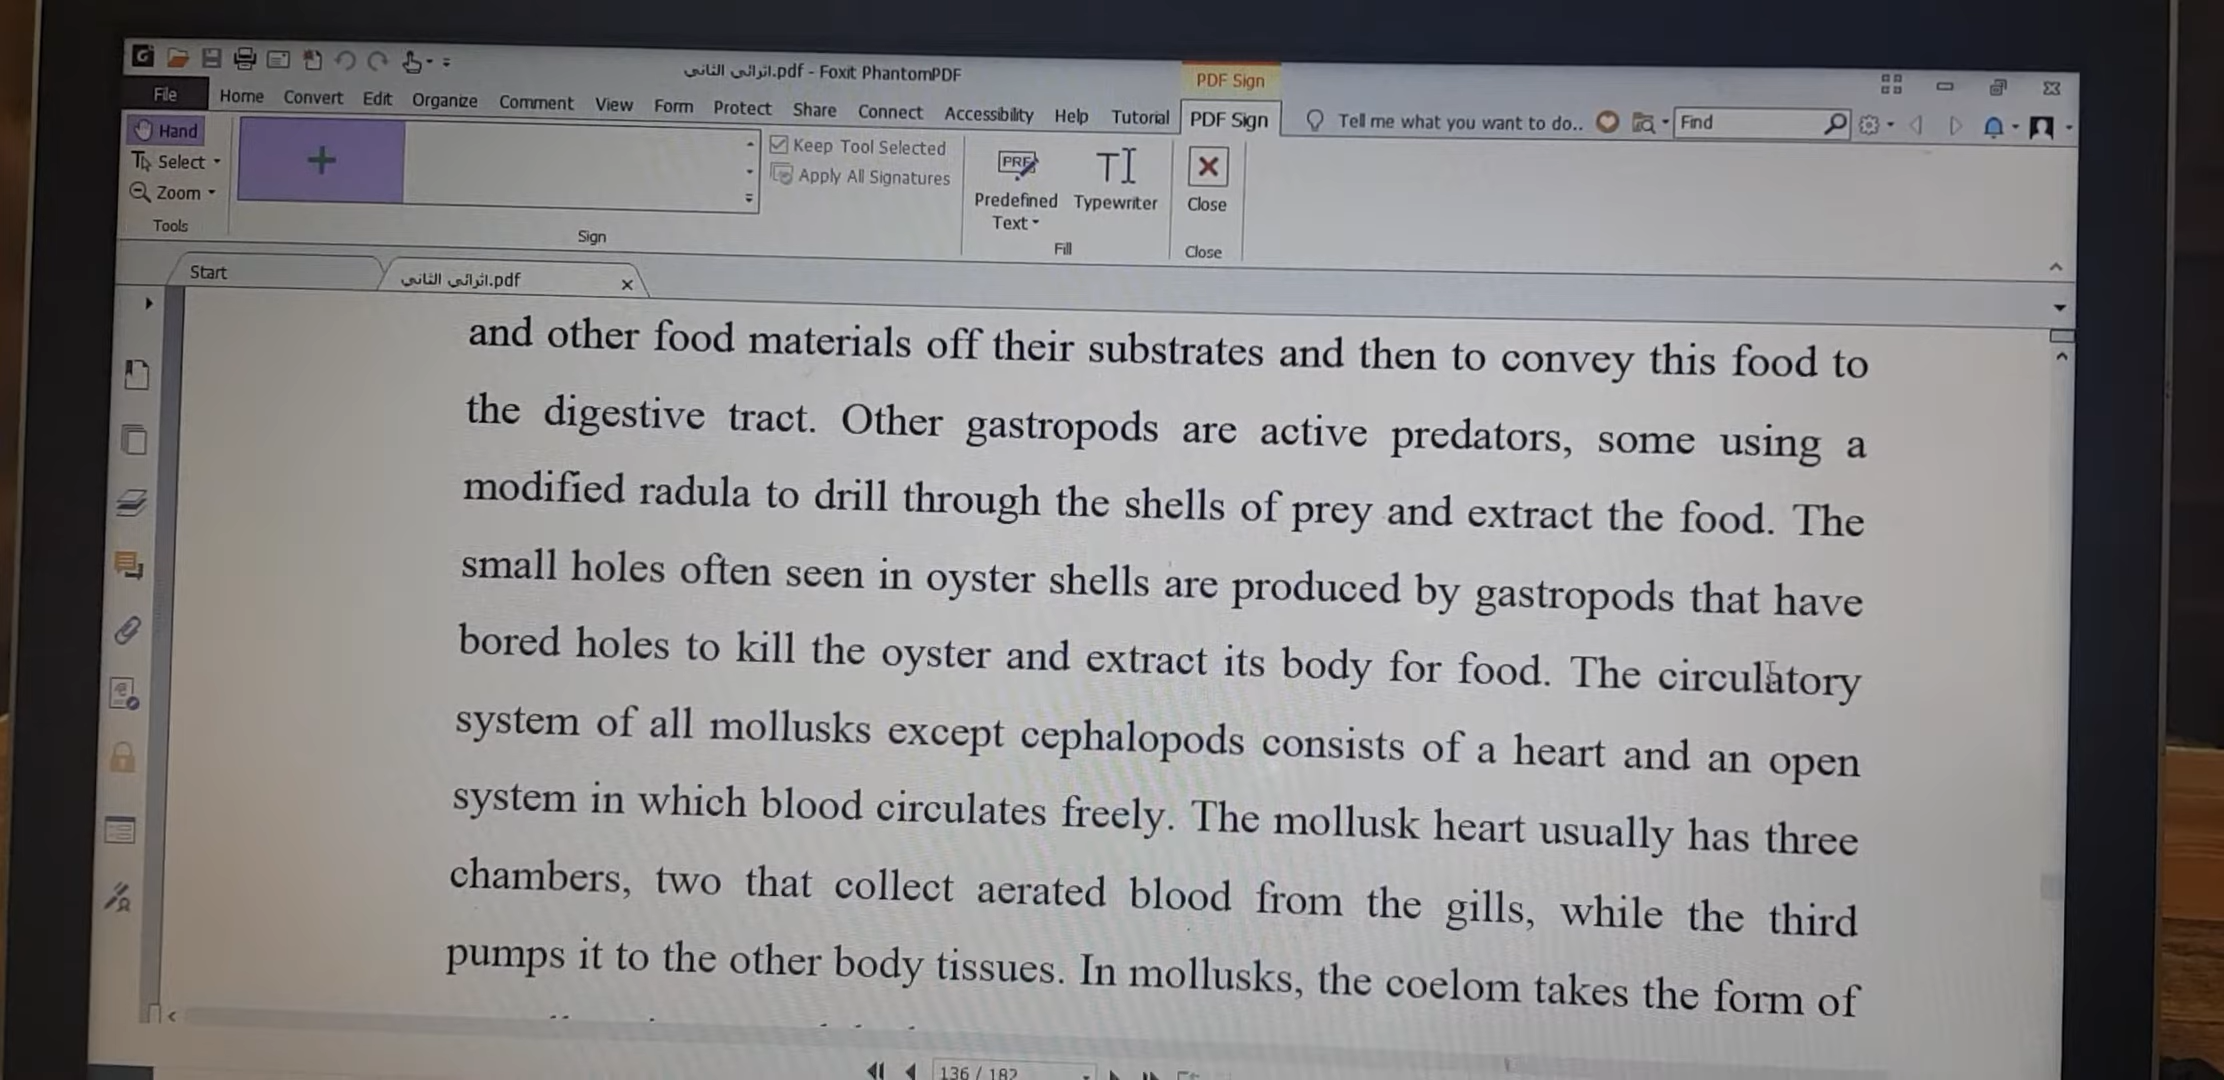 اثرائى الثانى.pdf - Foxit PhantomPDF
PDF Sign
File Home Convert Edit Organize Comment View Form Protect Share Connect Accessibility Help Tutorial PDF Sign Tell me what you want to do.. Find
Hand
Select
Zoom
Tools
Keep Tool Selected
Apply All Signatures
Sign
PRE
Predefined
Text
Typewriter
Fill
Close
Close
Start
اثرائى الثانى.pdf
and other food materials off their substrates and then to convey this food to
the digestive tract. Other gastropods are active predators, some using a
modified radula to drill through the shells of prey and extract the food. The
small holes often seen in oyster shells are produced by gastropods that have
bored holes to kill the oyster and extract its body for food. The circulatory
system of all mollusks except cephalopods consists of a heart and an open
system in which blood circulates freely. The mollusk heart usually has three
chambers, two that collect aerated blood from the gills, while the third
pumps it to the other body tissues. In mollusks, the coelom takes the form of
136 / 182